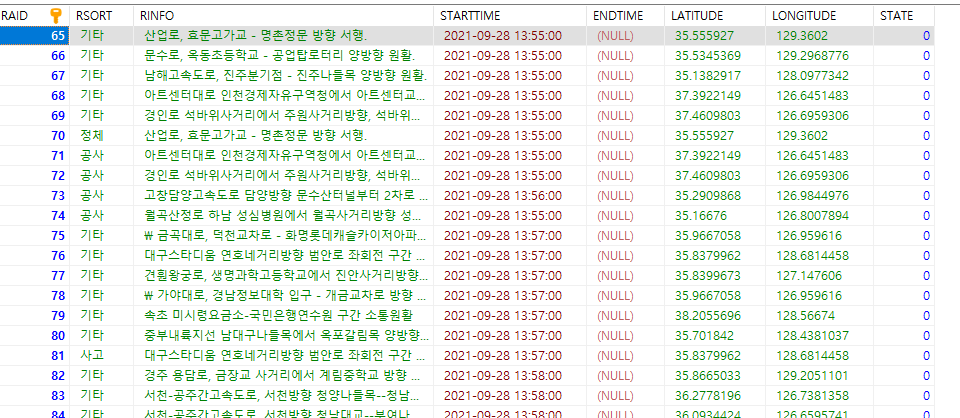 RAID RSORT RINFO STARTTIME ENDTIME LATITUDE LONGITUDE STATE
65 기타 산업로, 효문고가교 - 명촌정문 방향 서행. 2021-09-28 13:55:00 (NULL) 35.555927 129.3602 0
66 기타 문수로, 옥동초등학교 - 공업탑로터리 양방향 원활. 2021-09-28 13:55:00 (NULL) 35.5345369 129.2968776 0
67 기타 남해고속도로, 진주분기점 - 진주나들목 양방향 원활. 2021-09-28 13:55:00 (NULL) 35.1382917 128.0977342 0
68 기타 아트센터대로 인천경제자유구역청에서 아트센터교... 2021-09-28 13:55:00 (NULL) 37.3922149 126.6451483 0
69 기타 경인로 석바위사거리에서 주원사거리방향, 석바위... 2021-09-28 13:55:00 (NULL) 37.4609803 126.6959306 0
70 정체 산업로, 효문고가교 - 명촌정문 방향 서행. 2021-09-28 13:55:00 (NULL) 35.555927 129.3602 0
71 공사 아트센터대로 인천경제자유구역청에서 아트센터교... 2021-09-28 13:55:00 (NULL) 37.3922149 126.6451483 0
72 공사 경인로 석바위사거리에서 주원사거리방향, 석바위... 2021-09-28 13:55:00 (NULL) 37.4609803 126.6959306 0
73 공사 고창담양고속도로 담양방향 문수산터널부터 2차로 ... 2021-09-28 13:56:00 (NULL) 35.2909868 126.9844976 0
74 공사 월곡산정로 하남 성심병원에서 월곡사거리방향 성... 2021-09-28 13:55:00 (NULL) 35.16676 126.8007894 0
75 기타 ₩ 금곡대로, 덕천교차로 - 화명롯데캐슬카이저아파... 2021-09-28 13:57:00 (NULL) 35.9667058 126.959616 0
76 기타 대구스타디움 연호네거리방향 범안로 좌회전 구간 ... 2021-09-28 13:57:00 (NULL) 35.8379962 128.6814458 0
77 기타 견훤왕궁로, 생명과학고등학교에서 진안사거리방향... 2021-09-28 13:57:00 (NULL) 35.8399673 127.147606 0
78 기타 ₩ 가야대로, 경남정보대학 입구 - 개금교차로 방향 ... 2021-09-28 13:57:00 (NULL) 35.9667058 126.959616 0
79 기타 속초 미시령요금소-국민은행연수원 구간 소통원활 2021-09-28 13:57:00 (NULL) 38.2055696 128.56674 0
80 기타 중부내륙지선 남대구나들목에서 옥포갈림목 양방향... 2021-09-28 13:57:00 (NULL) 35.701842 128.4381037 0
81 사고 대구스타디움 연호네거리방향 범안로 좌회전 구간 ... 2021-09-28 13:57:00 (NULL) 35.8379962 128.6814458 0
82 기타 경주 용담로, 금장교 사거리에서 계림중학교 방향 ... 2021-09-28 13:58:00 (NULL) 35.8665033 129.2051101 0
83 기타 서천-공주간고속도로, 서천방향 청양나들목--청남... 2021-09-28 13:58:00 (NULL) 36.2778196 126.7381358 0
84 기타 서천-공주간고속도로, 서천방향 청남대교--부여나... 2021-09-28 13:58:00 (NULL) 36.0934424 126.6595741 0